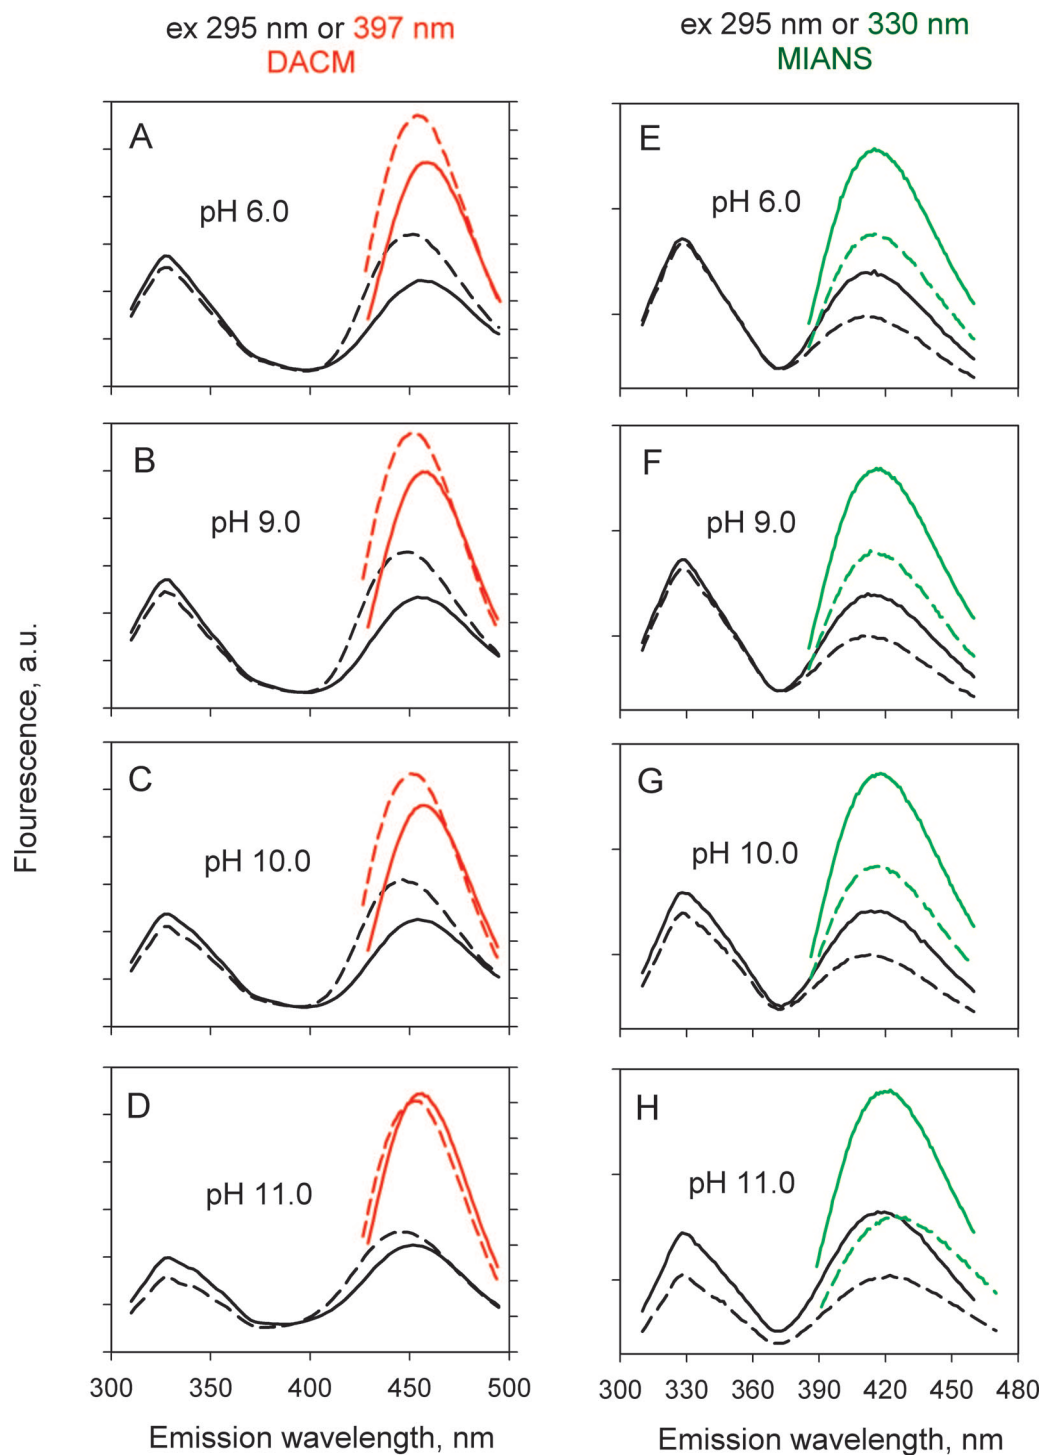 ex 295 nm or 397 nm
DACM
ex 295 nm or 330 nm
MIANS
A
pH 6.0
E
pH 6.0
B
pH 9.0
F
pH 9.0
C
pH 10.0
G
pH 10.0
D
pH 11.0
H
pH 11.0
Flourescence, a.u.
300 350 400 450 500
300 330 360 390 420 450 480
Emission wavelength, nm
Emission wavelength, nm